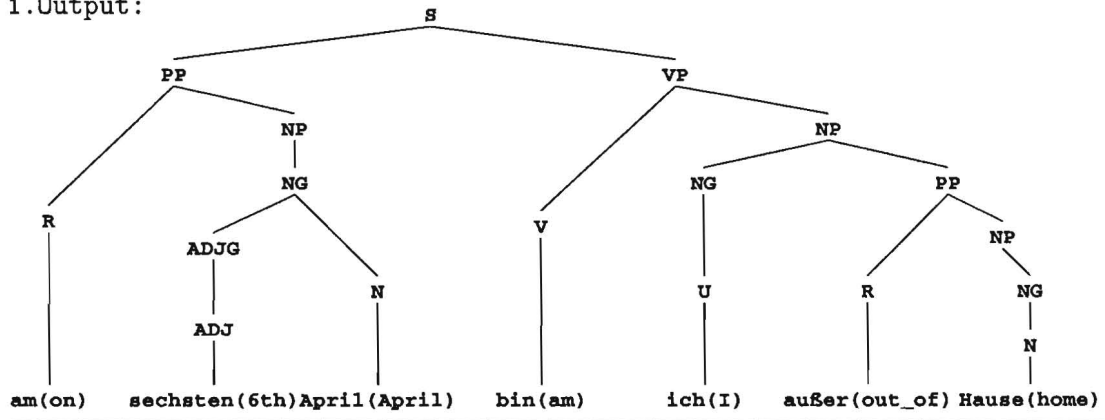 i.Output:
S
PP VP
NP NP
NG NG PP
R V
ADJG NP
N U R NG
ADJ
N
am(on) sechsten(6th) April(April) bin(am) ich(I) außer(out_of) Hause(home)